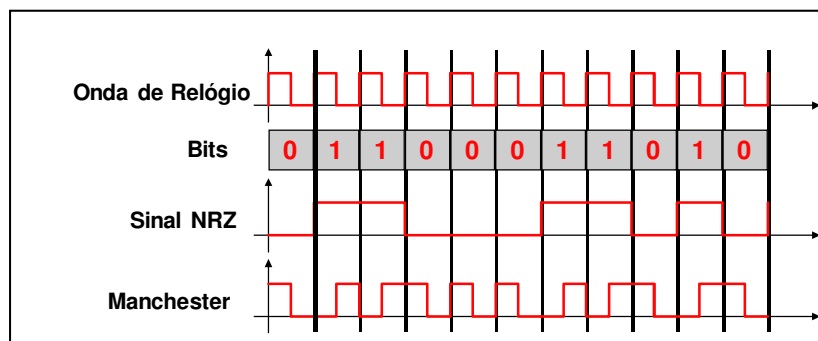 Onda de Relógio
Bits 0 1 1 0 0 0 1 1 0 1 0
Sinal NRZ
Manchester